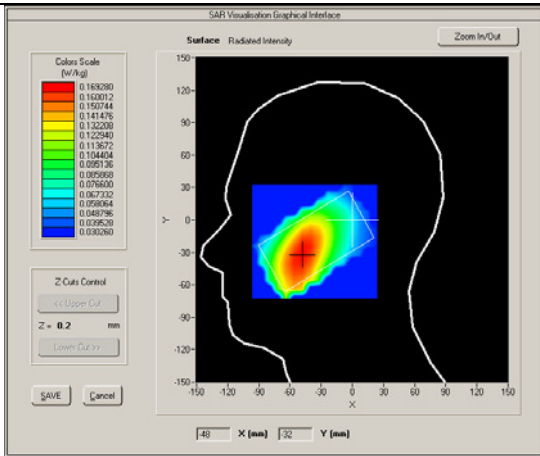 SAR Visualisation Graphical Interface
Surface Radiated Intensity
Zoom In/Out
Colors Scale
(W/kg)
0.169280
0.160012
0.150744
0.141476
0.132208
0.122940
0.113672
0.104404
0.095136
0.085868
0.076600
0.067332
0.058064
0.048796
0.039528
0.030260
Z Cuts Control
<< Upper Cut
Z = 0.2 mm
Lower Cut >>
SAVE Cancel
150
120
90
60
30
0
-30
-60
-90
-120
-150
Y
-150 -120 -90 -60 -30 0 30 60 90 120 150
X
-48 X (mm) -32 Y (mm)